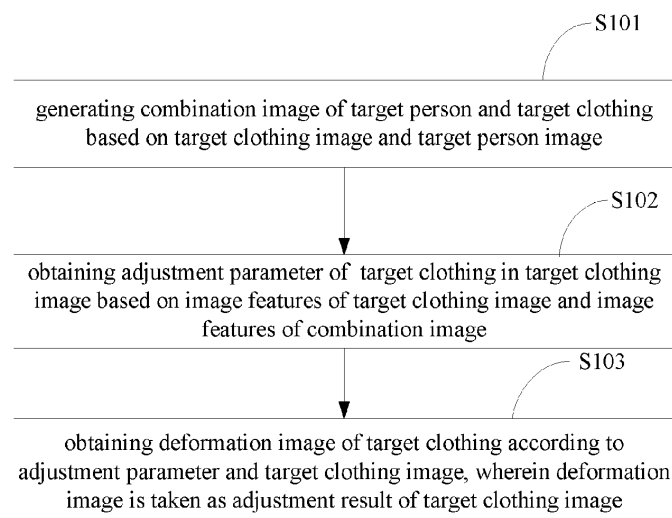 S101
generating combination image of target person and target clothing
based on target clothing image and target person image
S102
obtaining adjustment parameter of target clothing in target clothing
image based on image features of target clothing image and image
features of combination image
S103
obtaining deformation image of target clothing according to
adjustment parameter and target clothing image, wherein deformation
image is taken as adjustment result of target clothing image